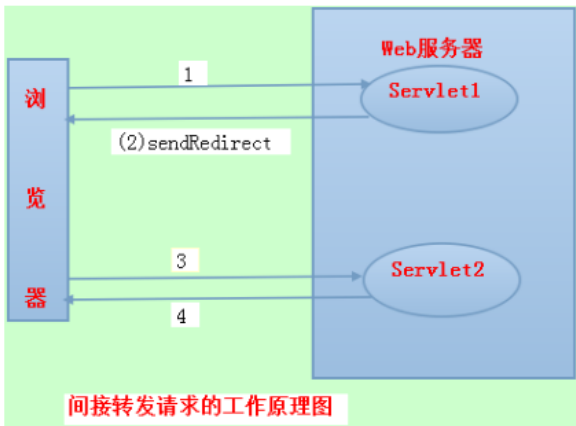 Web服务器
1
Servlet1
(2)sendRedirect
浏
览
器
3
Servlet2
4
间接转发请求的工作原理图